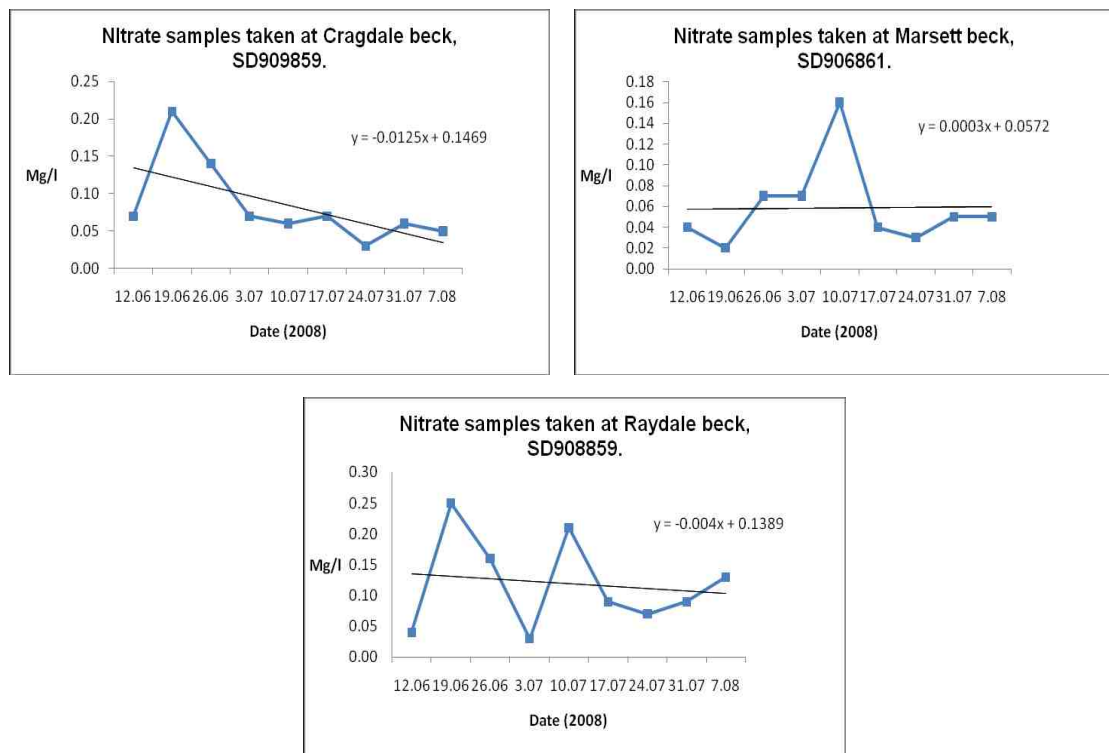 NItrate samples taken at Cragdale beck,
SD909859.
0.25
0.20
0.15
0.10
0.05
0.00
Mg/l
y = -0.0125x + 0.1469
12.06 19.06 26.06 3.07 10.07 17.07 24.07 31.07 7.08
Date (2008)
Nitrate samples taken at Marsett beck,
SD906861.
0.18
0.16
0.14
0.12
0.10
0.08
0.06
0.04
0.02
0.00
Mg/l
y = 0.0003x + 0.0572
12.06 19.06 26.06 3.07 10.07 17.07 24.07 31.07 7.08
Date (2008)
Nitrate samples taken at Raydale beck,
SD908859.
0.30
0.25
0.20
0.15
0.10
0.05
0.00
Mg/l
y = -0.004x + 0.1389
12.06 19.06 26.06 3.07 10.07 17.07 24.07 31.07 7.08
Date (2008)